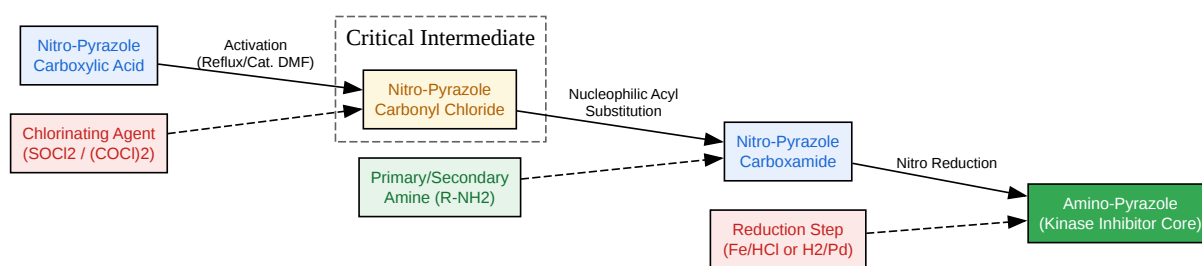 Nitro-Pyrazole
Carboxylic Acid
Activation
(Reflux/Cat. DMF)
Critical Intermediate
Nitro-Pyrazole
Carbonyl Chloride
Chlorinating Agent
(SOCl2 / (COCl)2)
Nucleophilic Acyl
Substitution
Primary/Secondary
Amine (R-NH2)
Nitro-Pyrazole
Carboxamide
Nitro Reduction
Reduction Step
(Fe/HCl or H2/Pd)
Amino-Pyrazole
(Kinase Inhibitor Core)